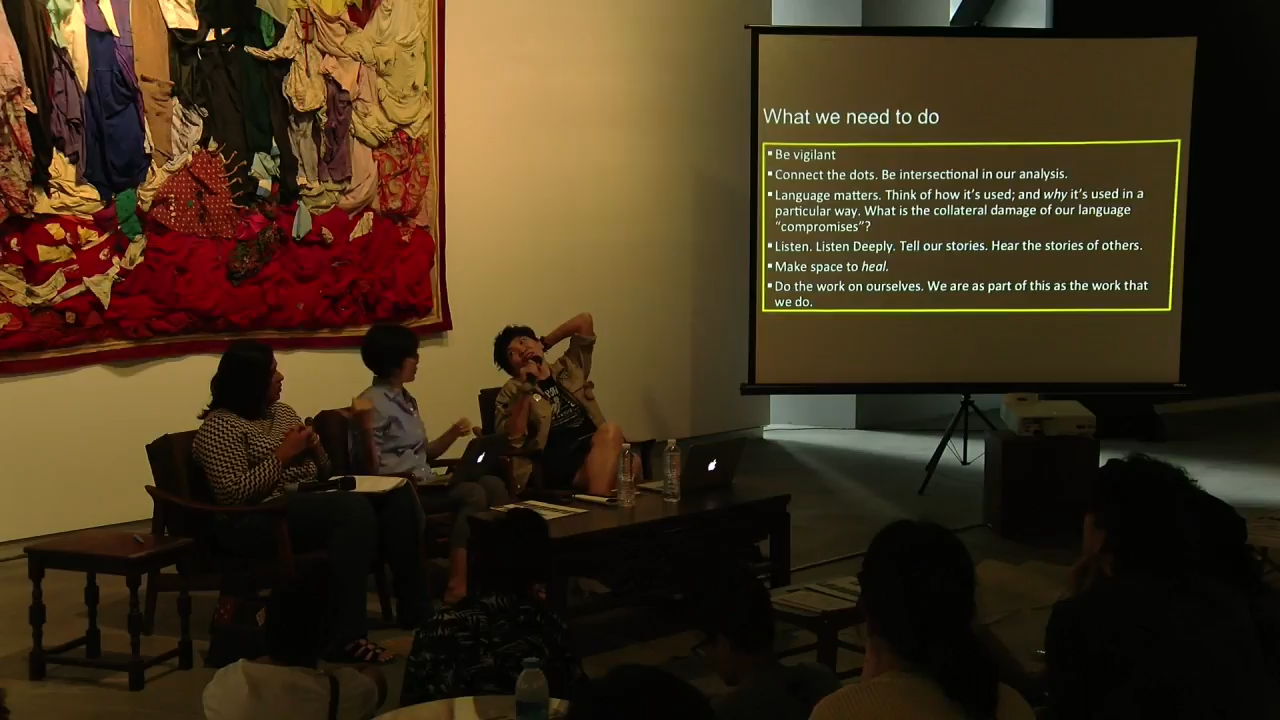 What we need to do
▪ Be vigilant
▪ Connect the dots. Be intersectional in our analysis.
▪ Language matters. Think of how it's used; and why it's used in a
particular way. What is the collateral damage of our language
"compromises"?
▪ Listen. Listen Deeply. Tell our stories. Hear the stories of others.
▪ Make space to heal.
▪ Do the work on ourselves. We are as part of this as the work that
we do.